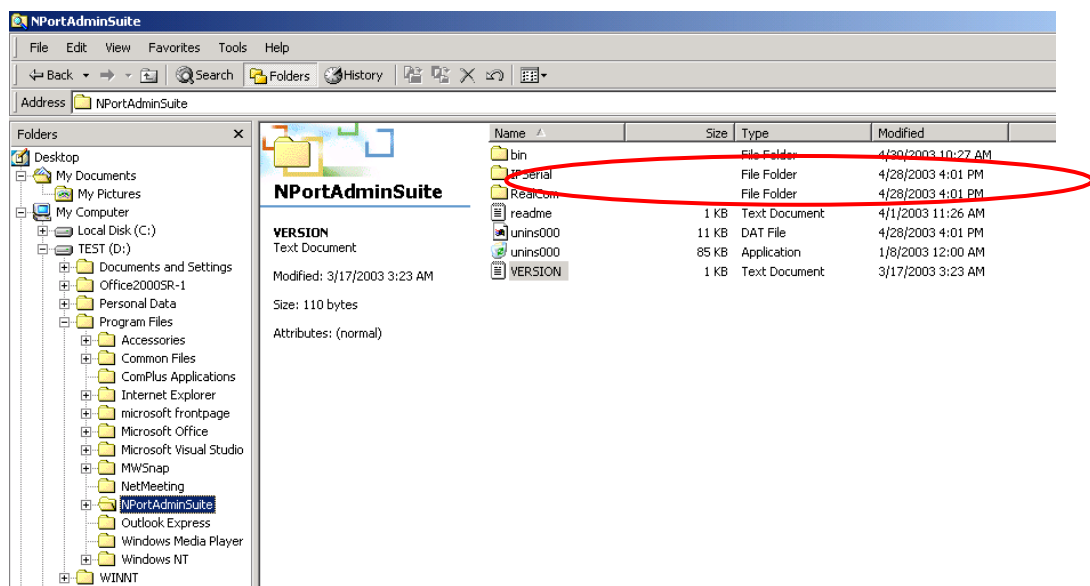 NPortAdminSuite
File Edit View Favorites Tools Help
Back Search Folders History
Address NPortAdminSuite
Folders
Desktop
My Documents
My Pictures
My Computer
Local Disk (C:)
TEST (D:)
Documents and Settings
Office2000SR-1
Personal Data
Program Files
Accessories
Common Files
ComPlus Applications
Internet Explorer
microsoft frontpage
Microsoft Office
Microsoft Visual Studio
MWSnap
NetMeeting
NPortAdminSuite
Outlook Express
Windows Media Player
Windows NT
WINNT
NPortAdminSuite
VERSION
Text Document
Modified: 3/17/2003 3:23 AM
Size: 110 bytes
Attributes: (normal)
Name Size Type Modified
bin File Folder 4/30/2003 10:27 AM
IPSerial File Folder 4/28/2003 4:01 PM
RealCom File Folder 4/28/2003 4:01 PM
readme 1 KB Text Document 4/1/2003 11:26 AM
unins000 11 KB DAT File 4/28/2003 4:01 PM
unins000 85 KB Application 1/8/2003 12:00 AM
VERSION 1 KB Text Document 3/17/2003 3:23 AM